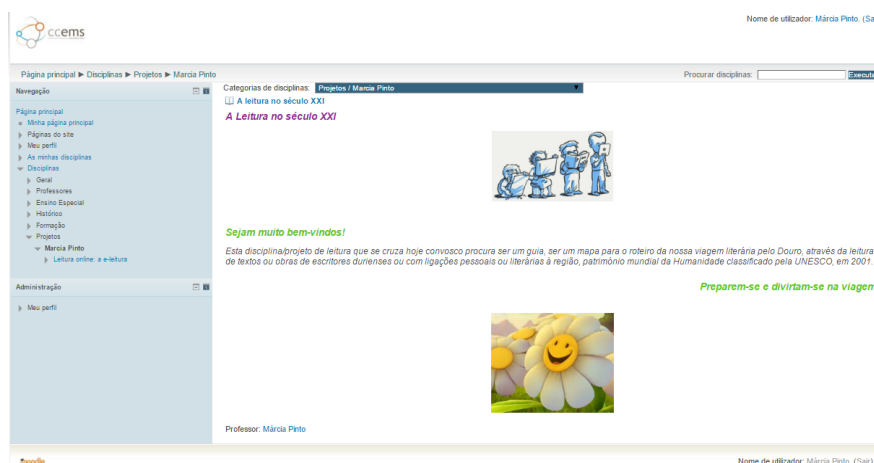 ccems
Nome de utilizador: Márcia Pinto. (Sa
Página principal ► Disciplinas ► Projetos ► Marcia Pinto
Procurar disciplinas:
Executa
Navegação
Página principal
Minha página principal
Páginas do site
Meu perfil
As minhas disciplinas
Disciplinas
Geral
Professores
Ensino Especial
Histórico
Formação
Projetos
Marcia Pinto
Leitura online: a e-leitura
Administração
Meu perfil
Categorias de disciplinas: Projetos / Marcia Pinto
A leitura no século XXI
A Leitura no século XXI
Sejam muito bem-vindos!
Esta disciplina/projeto de leitura que se cruza hoje convosco procura ser um guia, ser um mapa para o roteiro da nossa viagem literária pelo Douro, através da leitura
de textos ou obras de escritores durienses ou com ligações pessoais ou literárias à região, património mundial da Humanidade classificado pela UNESCO, em 2001.
Preparem-se e divirtam-se na viagem
Professor: Márcia Pinto
moodle
Nome de utilizador: Márcia Pinto. (Sair)